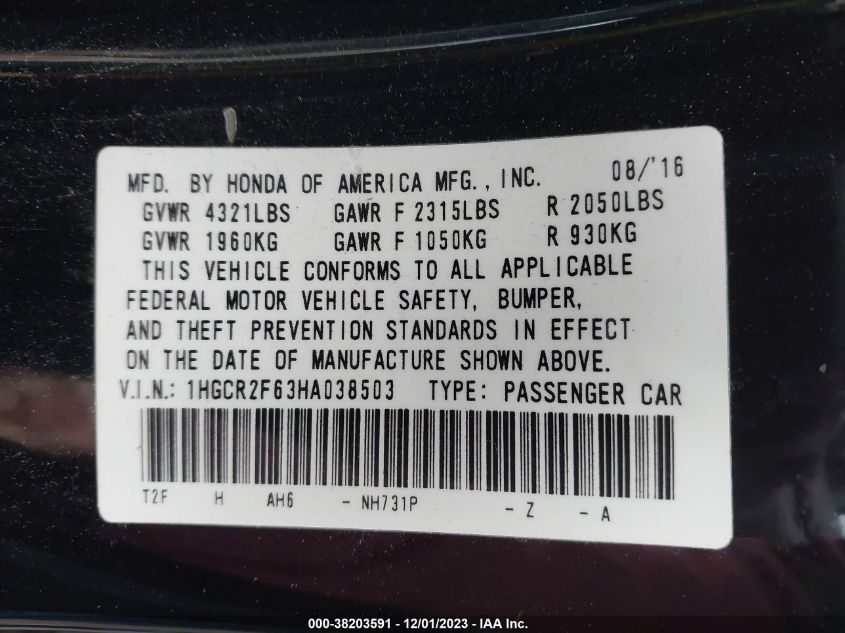 MFD. BY HONDA OF AMERICA MFG., INC. 08/'16
GVWR 4321LBS GAWR F 2315LBS R 2050LBS
GVWR 1960KG GAWR F 1050KG R 930KG
THIS VEHICLE CONFORMS TO ALL APPLICABLE
FEDERAL MOTOR VEHICLE SAFETY, BUMPER,
AND THEFT PREVENTION STANDARDS IN EFFECT
ON THE DATE OF MANUFACTURE SHOWN ABOVE.
V.I.N.: 1HGCR2F63HA038503 TYPE: PASSENGER CAR
T2F H AH6 - NH731P - Z - A
000-38203591 - 12/01/2023 - IAA Inc.